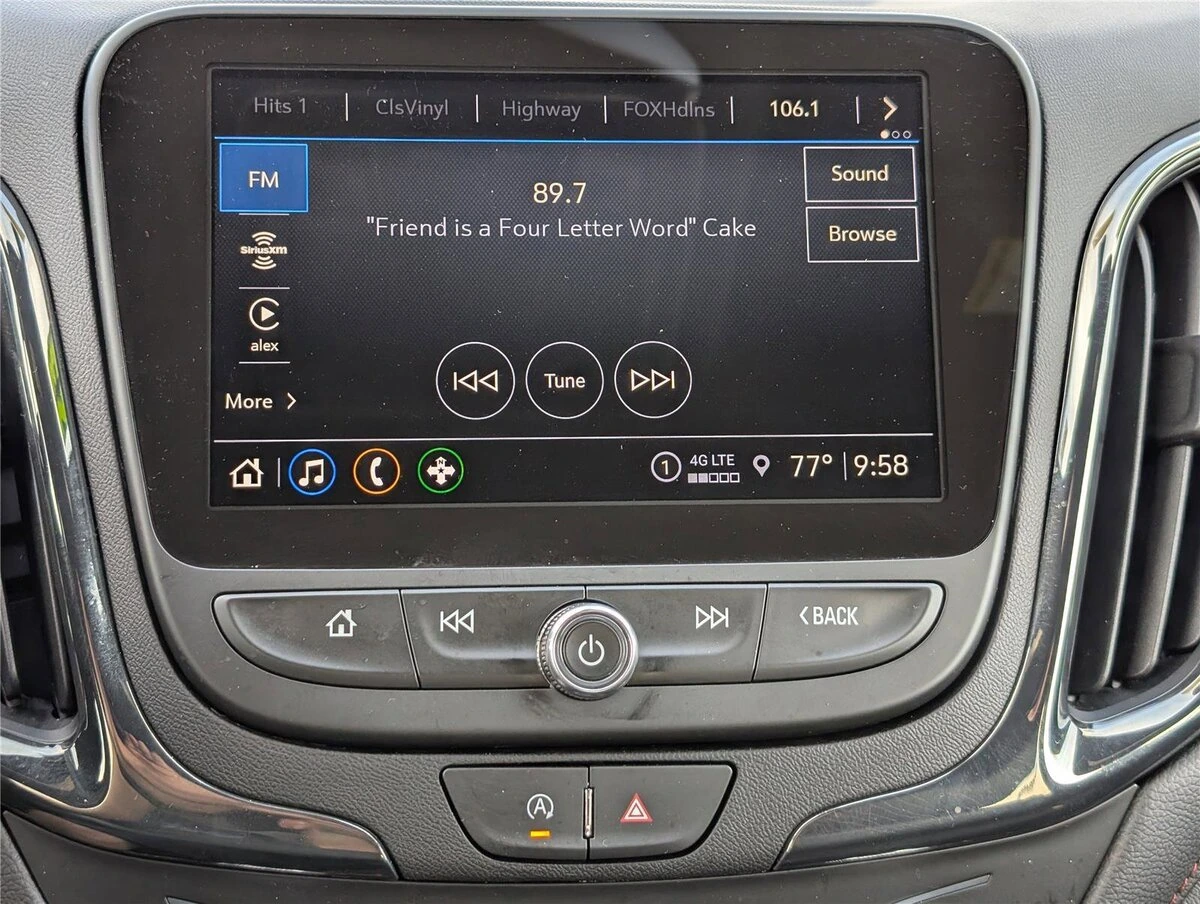 Hits 1 ClsVinyl Highway FOXHdlns 106.1
FM
89.7
Sound
"Friend is a Four Letter Word" Cake
Browse
SiriusXM
alex
Tune
More
1 4G LTE 77° 9:58
BACK
A